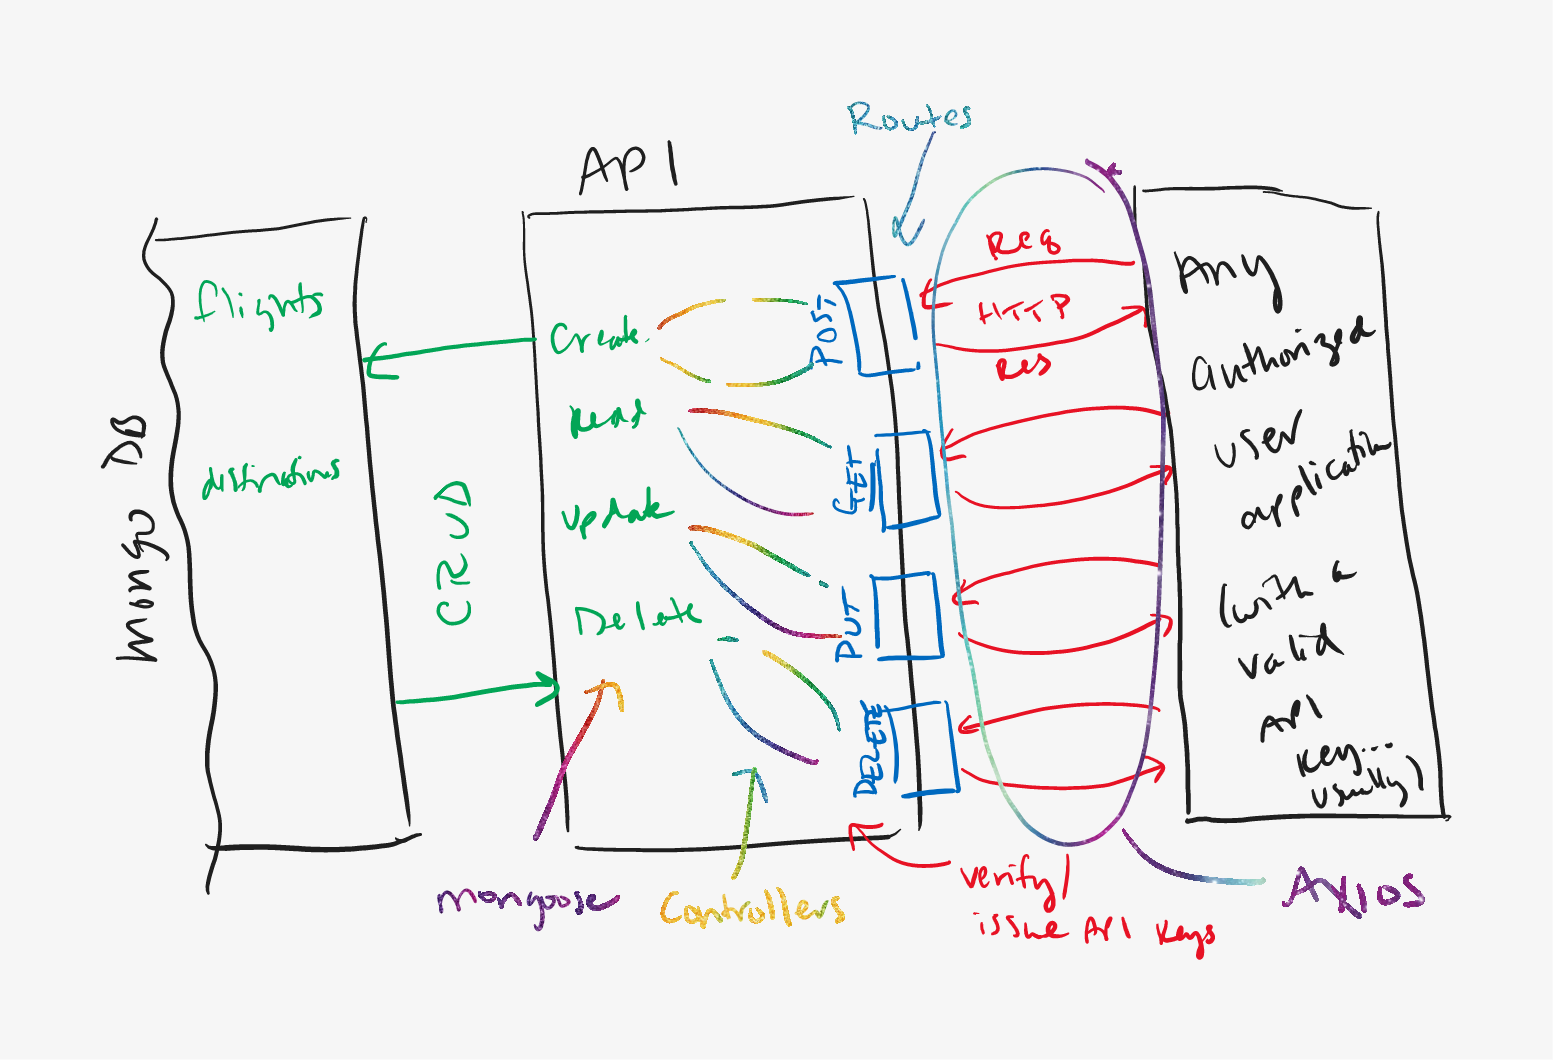 Routes
API
flights
distinations
Mongo DB
CRUD
Create
Read
Update
Delete
POST
GET
PUT
DELETE
Req
HTTP
Res
Any
Authorized
User
application
(with a
valid
API
Key...
usually)
mongoose
Controllers
verify/
issue API Keys
Axios